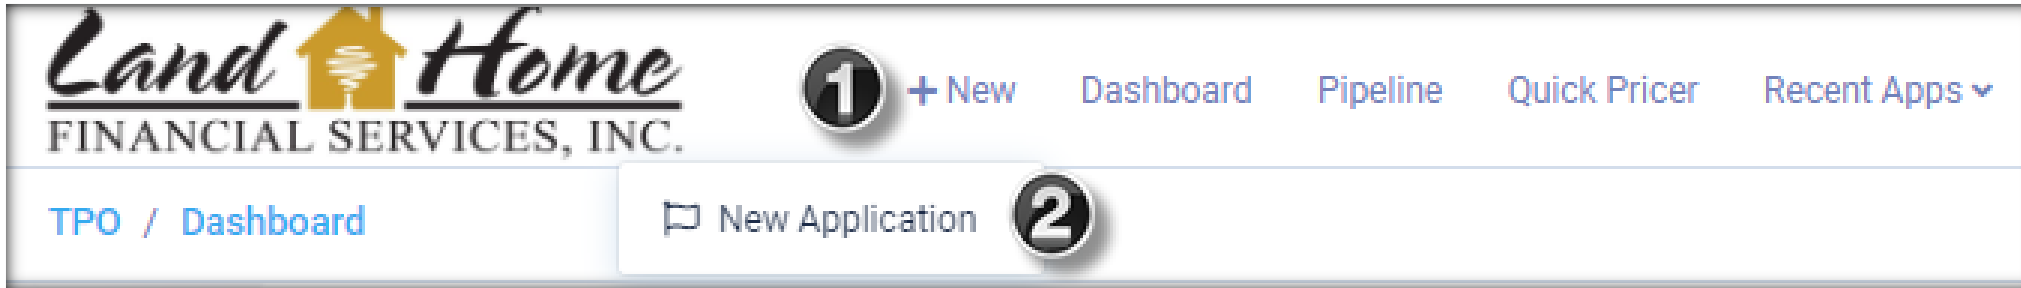 Land Home
FINANCIAL SERVICES, INC.
1 + New Dashboard Pipeline Quick Pricer Recent Apps
TPO / Dashboard
New Application 2